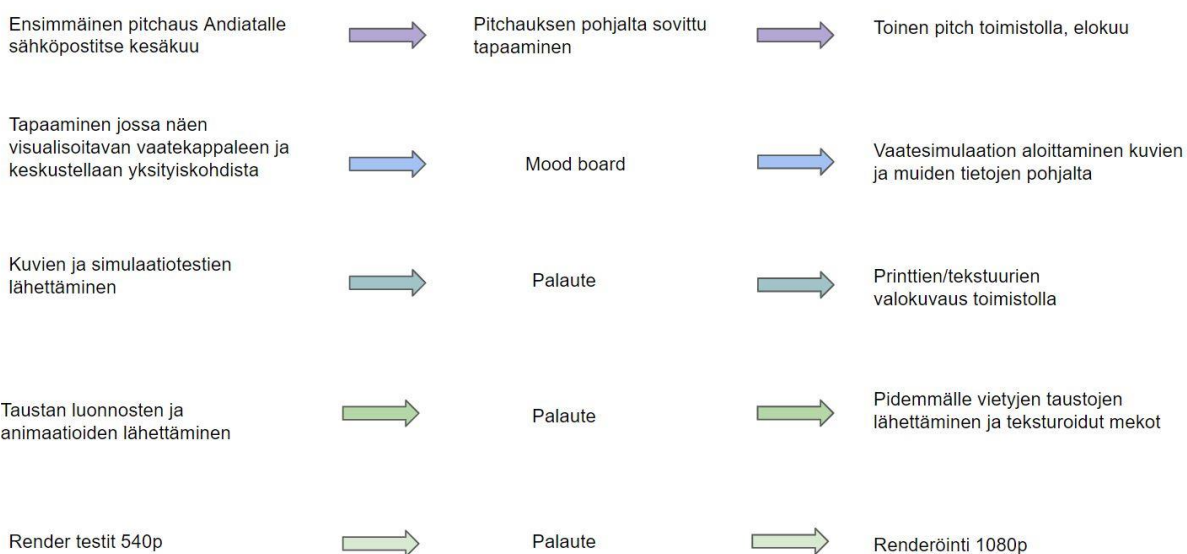 Ensimmäinen pitchaus Andiatalle
sähköpostitse kesäkuu
Pitchauksen pohjalta sovittu
tapaaminen
Toinen pitch toimistolla, elokuu
Tapaaminen jossa näen
visualisoitavan vaatekappaleen ja
keskustellaan yksityiskohdista
Mood board
Vaatesimulaation aloittaminen kuvien
ja muiden tietojen pohjalta
Kuvien ja simulaatiotestien
lähettäminen
Palaute
Printtien/tekstuurien
valokuvaus toimistolla
Taustan luonnosten ja
animaatioiden lähettäminen
Palaute
Pidemmälle vietyjen taustojen
lähettäminen ja teksturoidut mekot
Render testit 540p
Palaute
Renderöinti 1080p